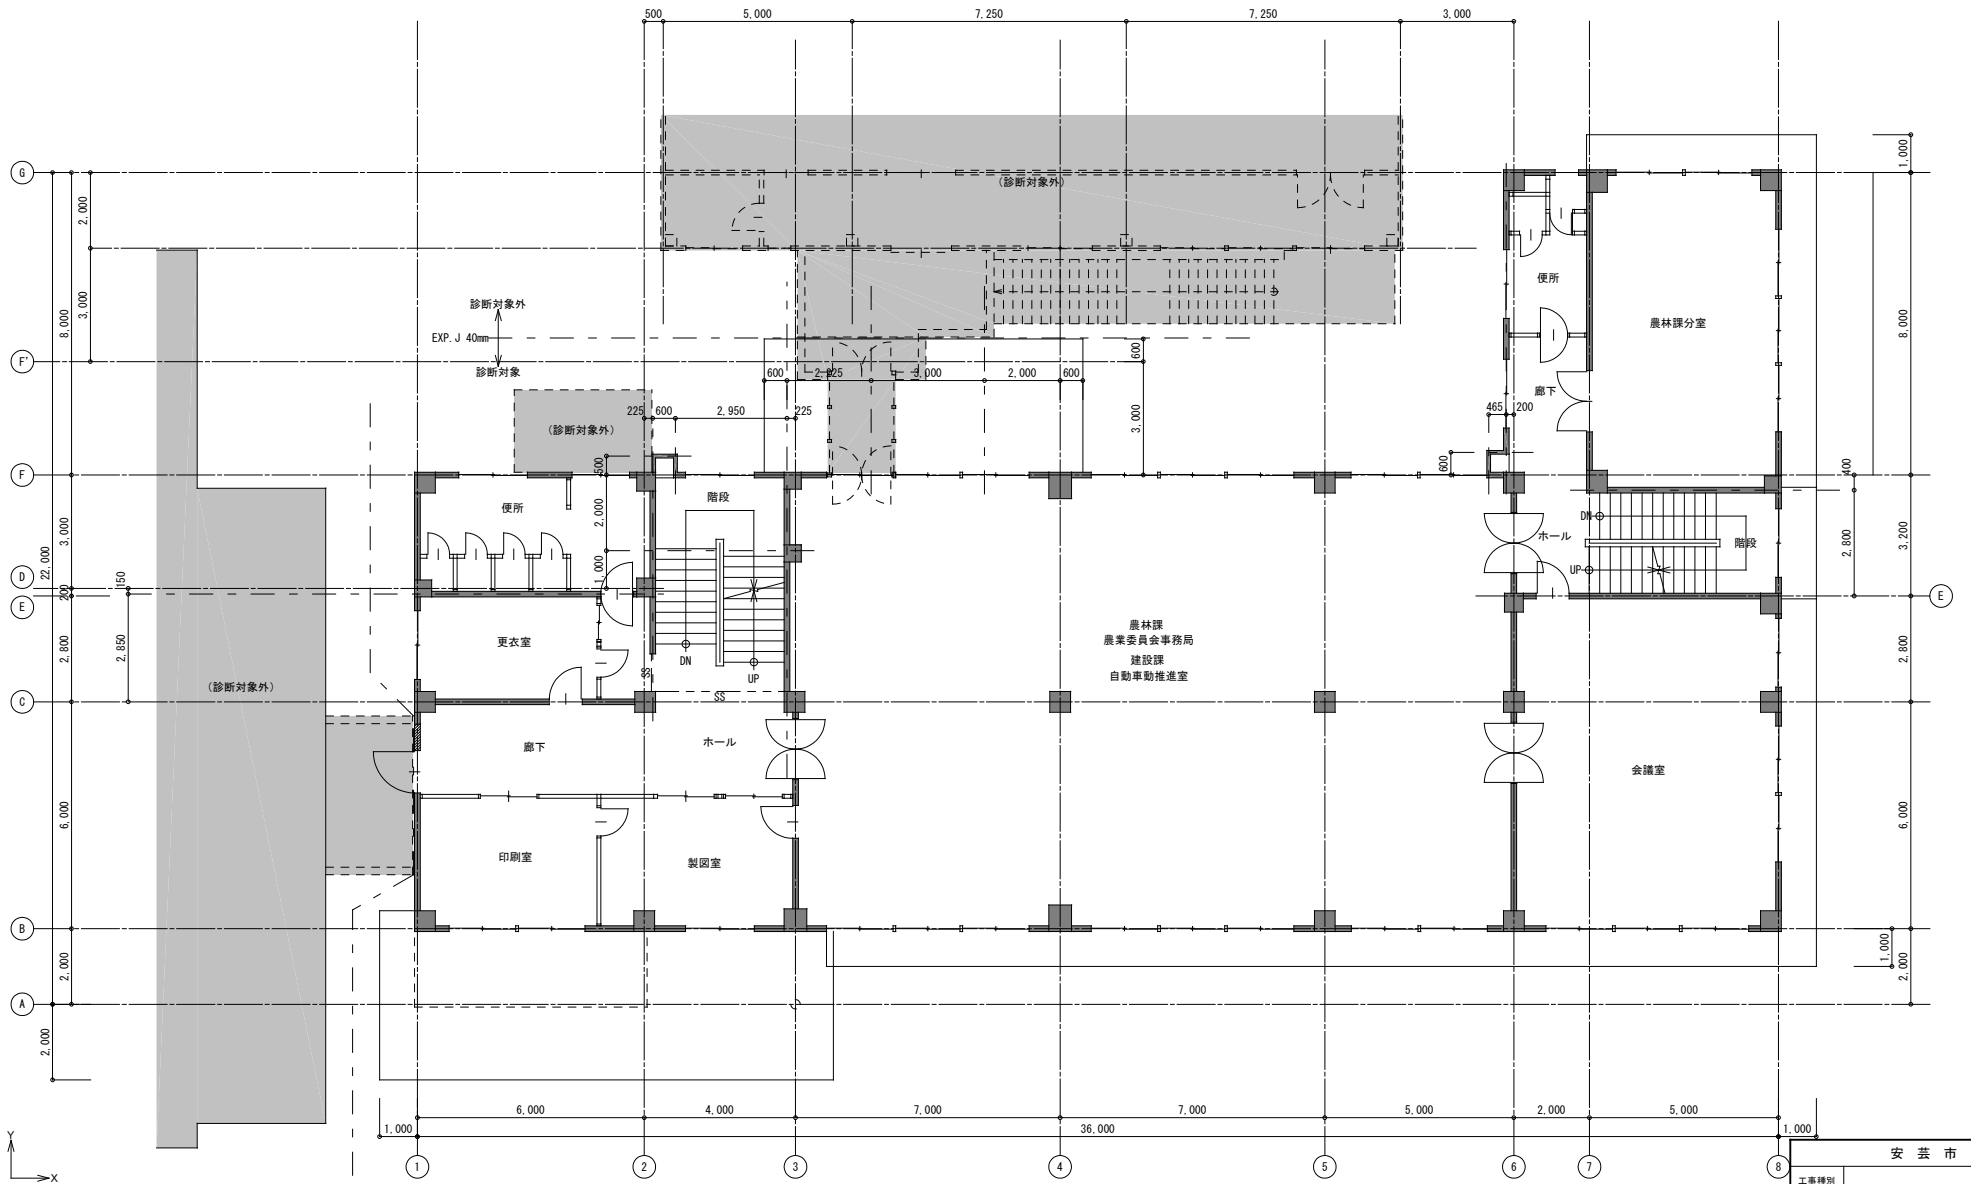 500 5,000 7,250 7,250 3,000
G
(診断対象外)
1,000
2,000
3,000
8,000
診断対象外
EXP.J 40mm
診断対象
F'
600 2,925 3,000 2,000 600
600
3,000
225 600 2,950 225
465 200
600
便所
農林課分室
8,000
廊下
(診断対象外)
F
500
2,000
1,000
400
便所
階段
DN
ホール
階段
UP
2,800
3,200
3,000
22,000
150
D
200
E
E
2,800
2,850
更衣室
DN
UP
SS
SS
農林課
農業委員会事務局
建設課
自動車動推進室
2,800
(診断対象外)
C
廊下
ホール
会議室
6,000
6,000
印刷室
製図室
B
2,000
1,000
2,000
A
2,000
6,000 4,000 7,000 7,000 5,000 2,000 5,000
1,000 36,000 1,000
Y
X
1 2 3 4 5 6 7 8
安芸市
工事種別